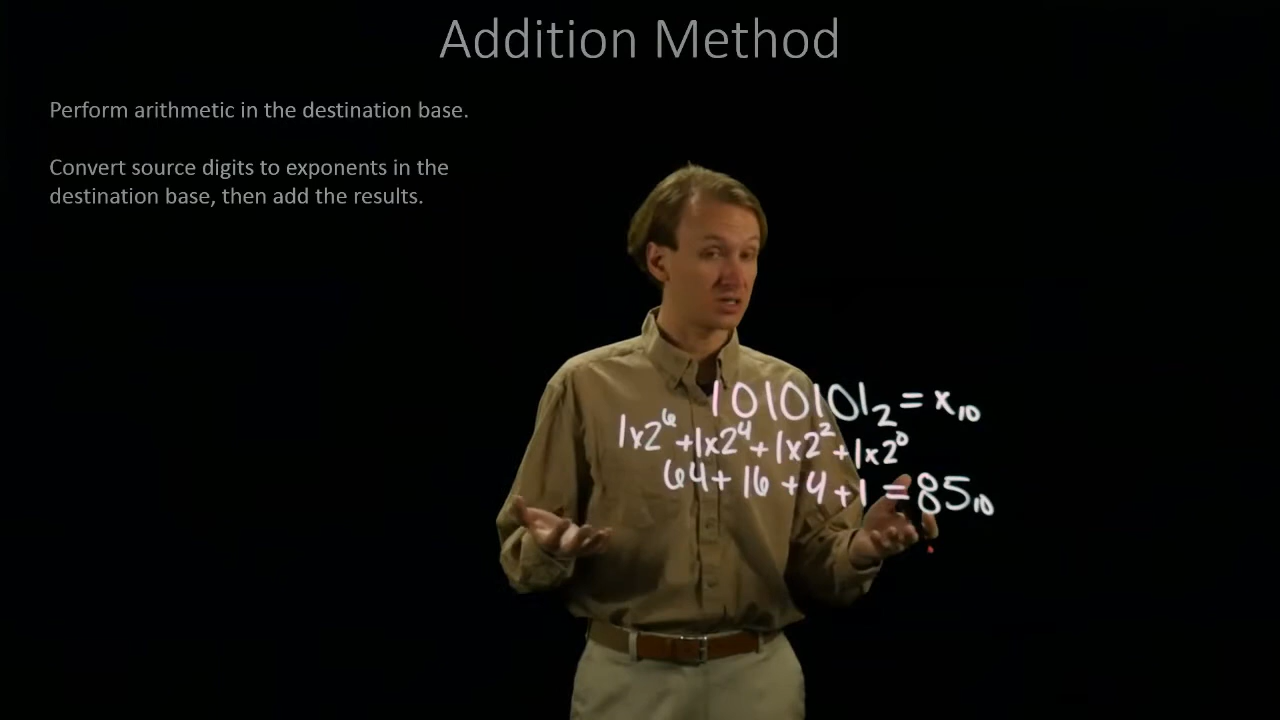 Addition Method
Perform arithmetic in the destination base.
Convert source digits to exponents in the
destination base, then add the results.
1010101₂ = x₁₀
1x2⁶+1x2⁴+1x2²+1x2⁰
64+16+4+1=85₁₀